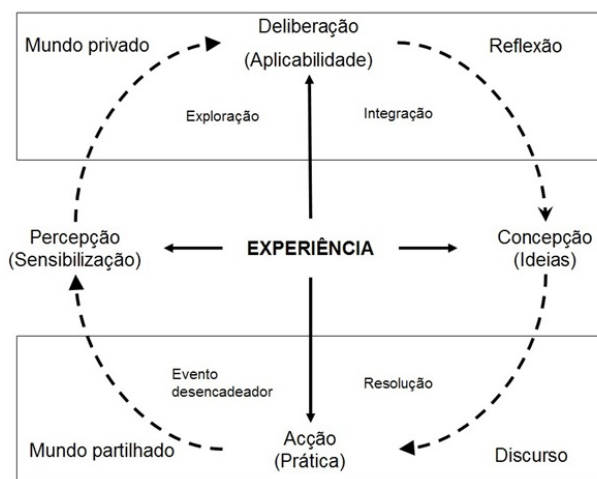 Mundo privado
Deliberação
(Aplicabilidade)
Reflexão
Exploração
Integração
Percepção
(Sensibilização)
EXPERIÊNCIA
Concepção
(Ideias)
Evento
desencadeador
Resolução
Mundo partilhado
Acção
(Prática)
Discurso